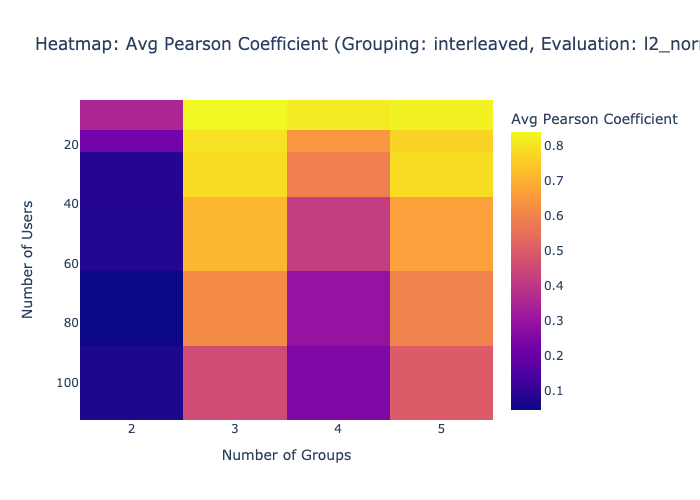 Heatmap: Avg Pearson Coefficient (Grouping: interleaved, Evaluation:
Avg Pearson Coefficient
0.8
0.7
0.6
0.5
0.4
0.3
0.2
0.1
Number of Users
20
40
60
80
100
2 3 4 5
Number of Groups